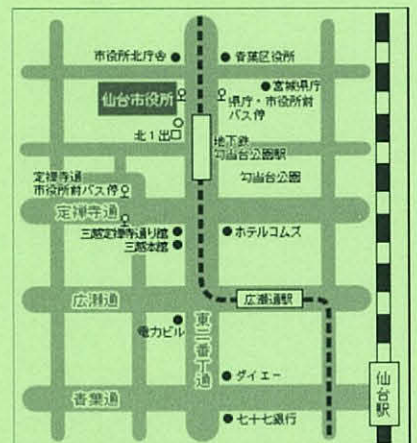 市役所北庁舎
青葉区役所
宮城県庁
仙台市役所
県庁・市役所前
バス停
北1出口
地下鉄
勾当台公園駅
定禅寺通
市役所前バス停
勾当台公園
定禅寺通
三越定禅寺通り館
三越本館
ホテルコムズ
広瀬通
広瀬通駅
電力ビル
東二番丁通
ダイエー
仙台駅
青葉通
七十七銀行